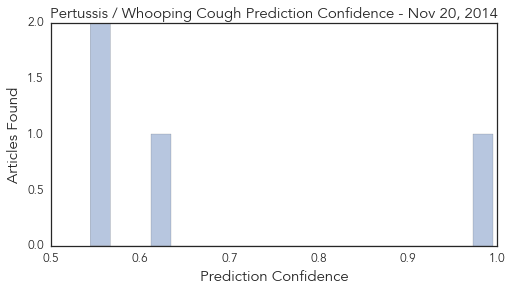 Pertussis / Whooping Cough Prediction Confidence - Nov 20, 2014
2.0
1.5
1.0
0.5
0.0
Articles Found
0.5 0.6 0.7 0.8 0.9 1.0
Prediction Confidence